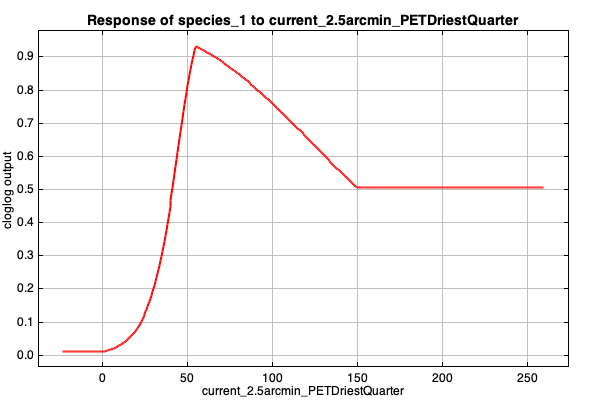 Response of species_1 to current_2.5arcmin_PETDriestQuarter
cloglog output
0.9
0.8
0.7
0.6
0.5
0.4
0.3
0.2
0.1
0.0
0 50 100 150 200 250
current_2.5arcmin_PETDriestQuarter